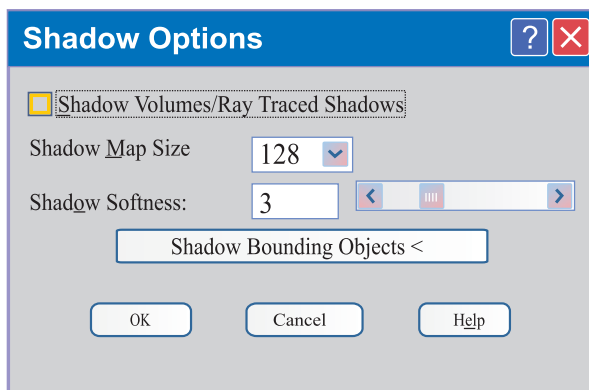 Shadow Options ?
Shadow Volumes/Ray Traced Shadows
Shadow Map Size 128
Shadow Softness: 3
Shadow Bounding Objects <
OK Cancel Help